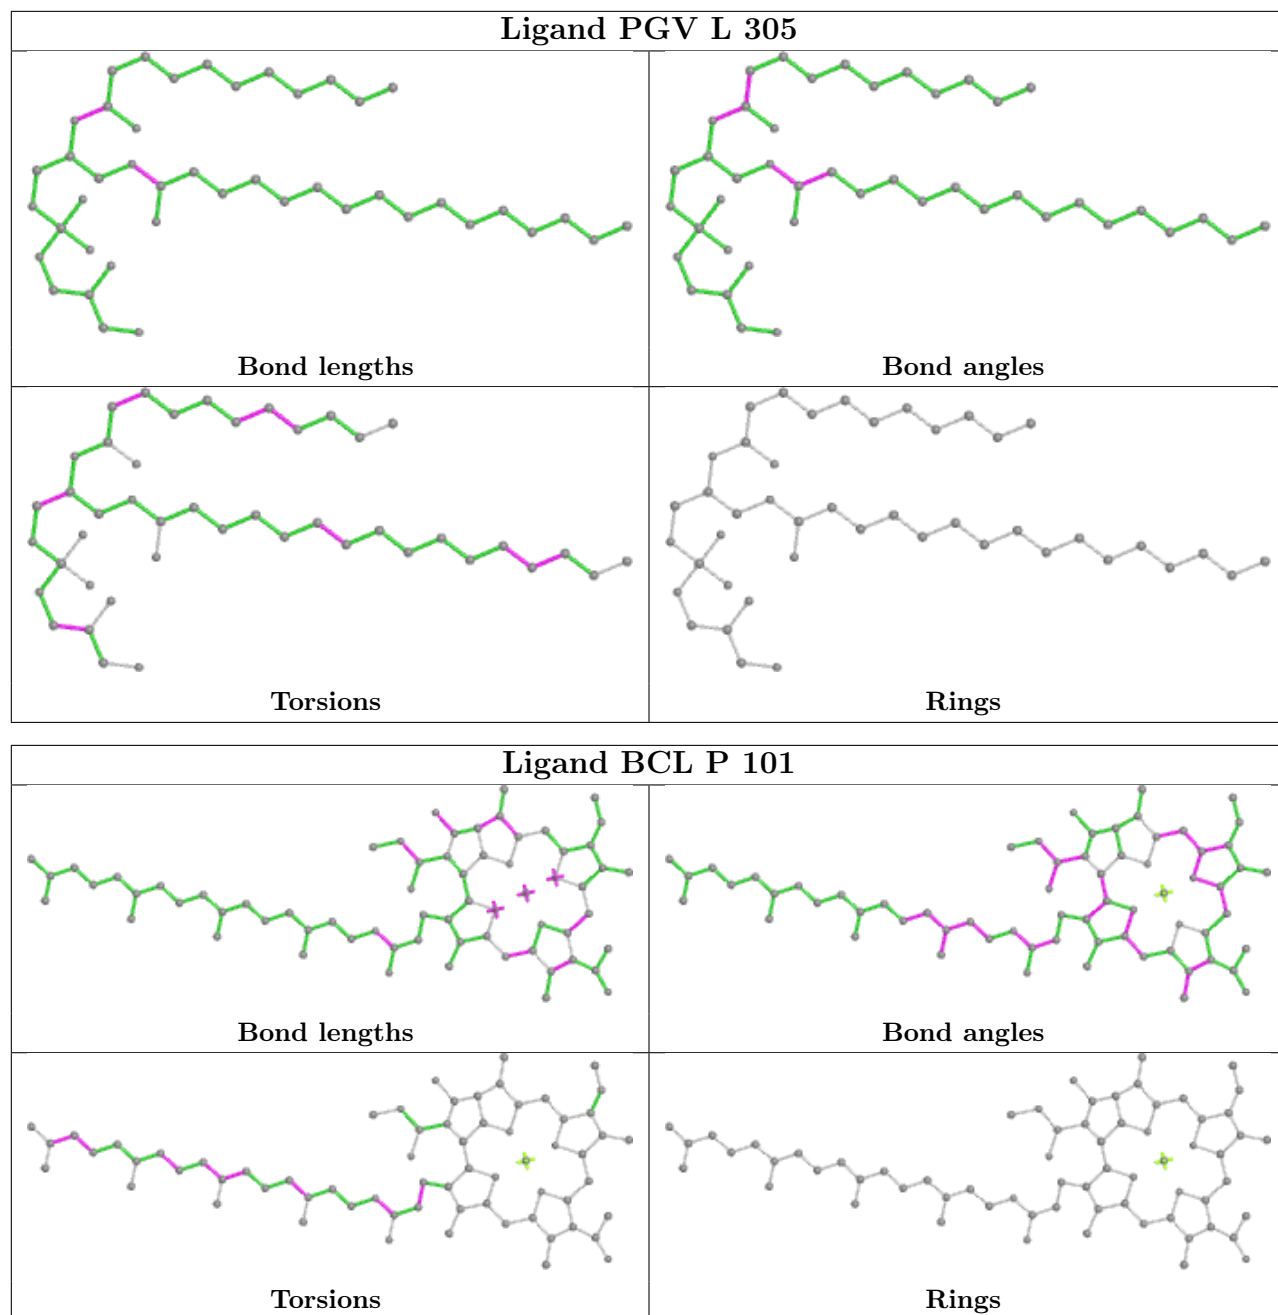 Ligand PGV L 305
Bond lengths
Bond angles
Torsions
Rings
Ligand BCL P 101
Bond lengths
Bond angles
Torsions
Rings